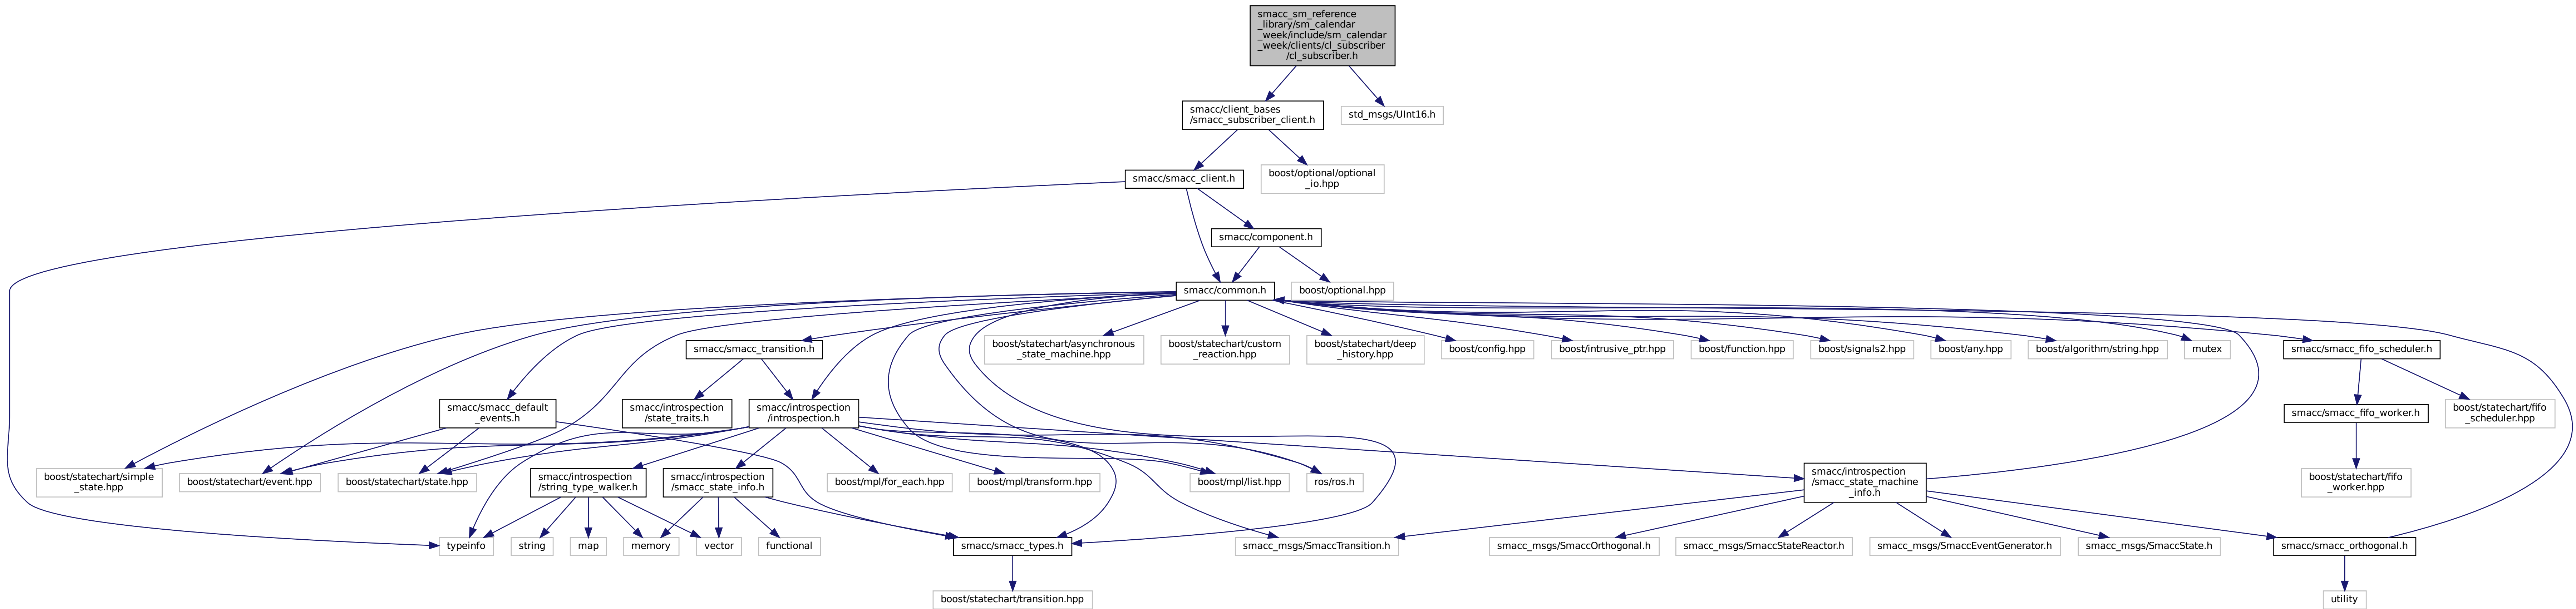 smacc_sm_reference
_library/sm_calendar
_week/include/sm_calendar
_week/clients/cl_subscriber
/cl_subscriber.h
smacc/client_bases
/smacc_subscriber_client.h
std_msgs/UInt16.h
smacc/smacc_client.h
boost/optional/optional
_io.hpp
smacc/component.h
smacc/common.h
boost/optional.hpp
smacc/smacc_transition.h
boost/statechart/asynchronous
_state_machine.hpp
boost/statechart/custom
_reaction.hpp
boost/statechart/deep
_history.hpp
boost/config.hpp
boost/intrusive_ptr.hpp
boost/function.hpp
boost/signals2.hpp
boost/any.hpp
boost/algorithm/string.hpp
mutex
smacc/smacc_fifo_scheduler.h
smacc/smacc_default
_events.h
smacc/introspection
/state_traits.h
smacc/introspection
/introspection.h
smacc/smacc_fifo_worker.h
boost/statechart/fifo
_scheduler.hpp
boost/statechart/simple
_state.hpp
boost/statechart/event.hpp
boost/statechart/state.hpp
smacc/introspection
/string_type_walker.h
smacc/introspection
/smacc_state_info.h
boost/mpl/for_each.hpp
boost/mpl/transform.hpp
boost/mpl/list.hpp
ros/ros.h
smacc/introspection
/smacc_state_machine
_info.h
boost/statechart/fifo
_worker.hpp
typeinfo
string
map
memory
vector
functional
smacc/smacc_types.h
smacc_msgs/SmaccTransition.h
smacc_msgs/SmaccOrthogonal.h
smacc_msgs/SmaccStateReactor.h
smacc_msgs/SmaccEventGenerator.h
smacc_msgs/SmaccState.h
smacc/smacc_orthogonal.h
boost/statechart/transition.hpp
utility